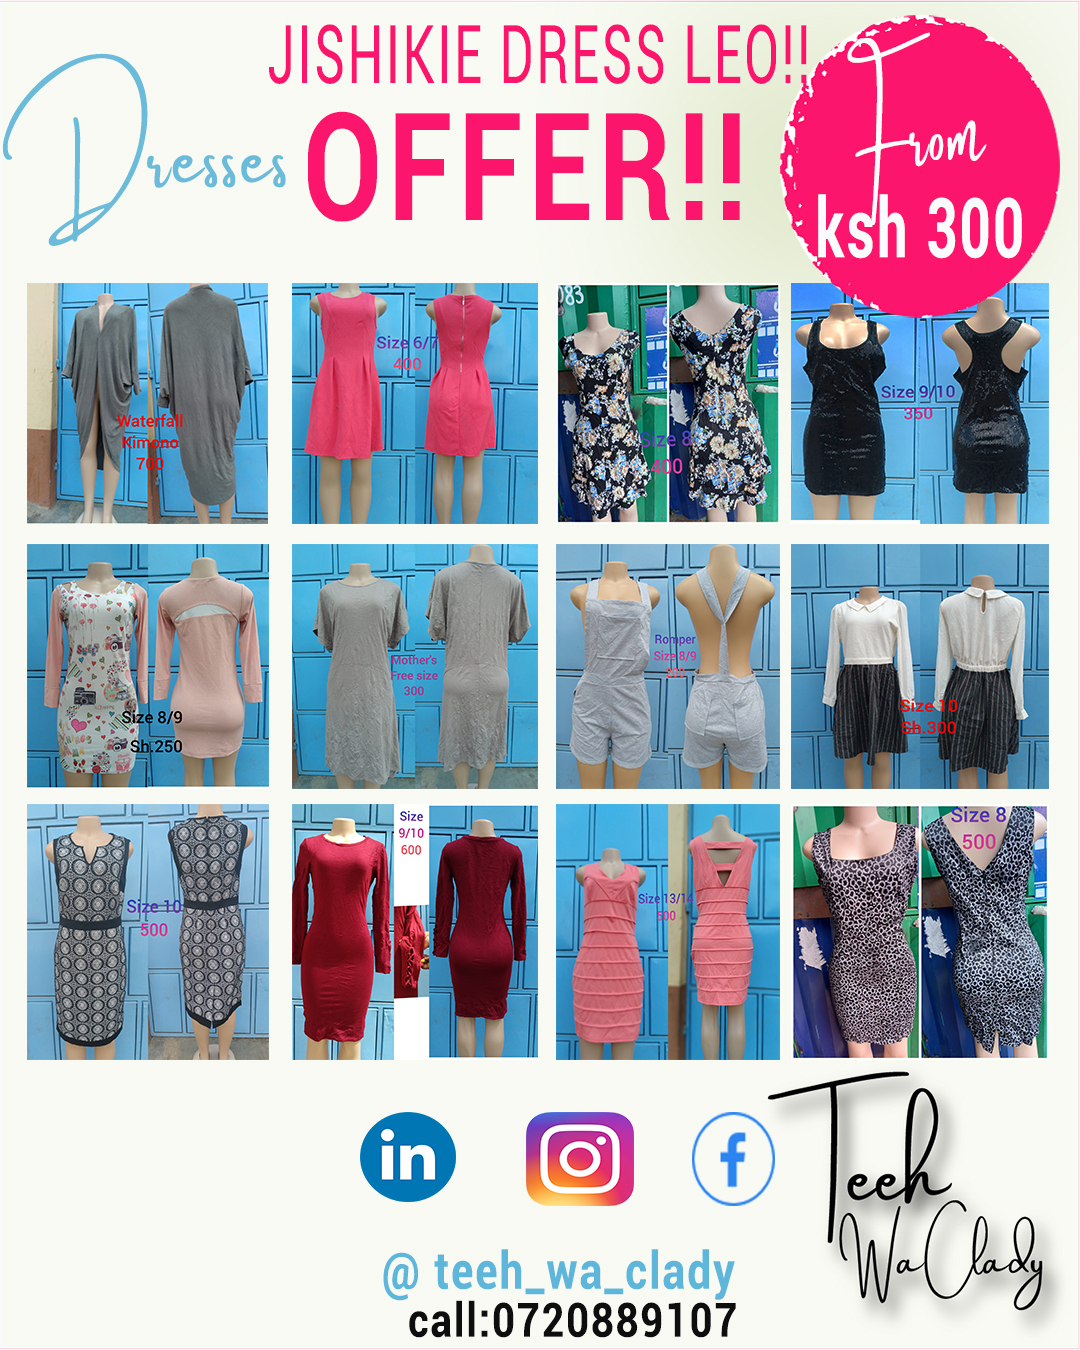 JISHIKIE DRESS LEO!!
Dresses
OFFER!!
From
ksh 300
Waterfall
Kimono
700
Size 6/7
400
083
Size 8
400
Size 9/10
350
Size 8/9
Sh.250
Mother's
Free size
300
Romper
Size 8/9
Size 10
Sh.300
Size 10
500
Size
9/10
600
Size 13/14
500
Size 8
500
in
f
Teeh
WaClady
@ teeh_wa_clady
call:0720889107